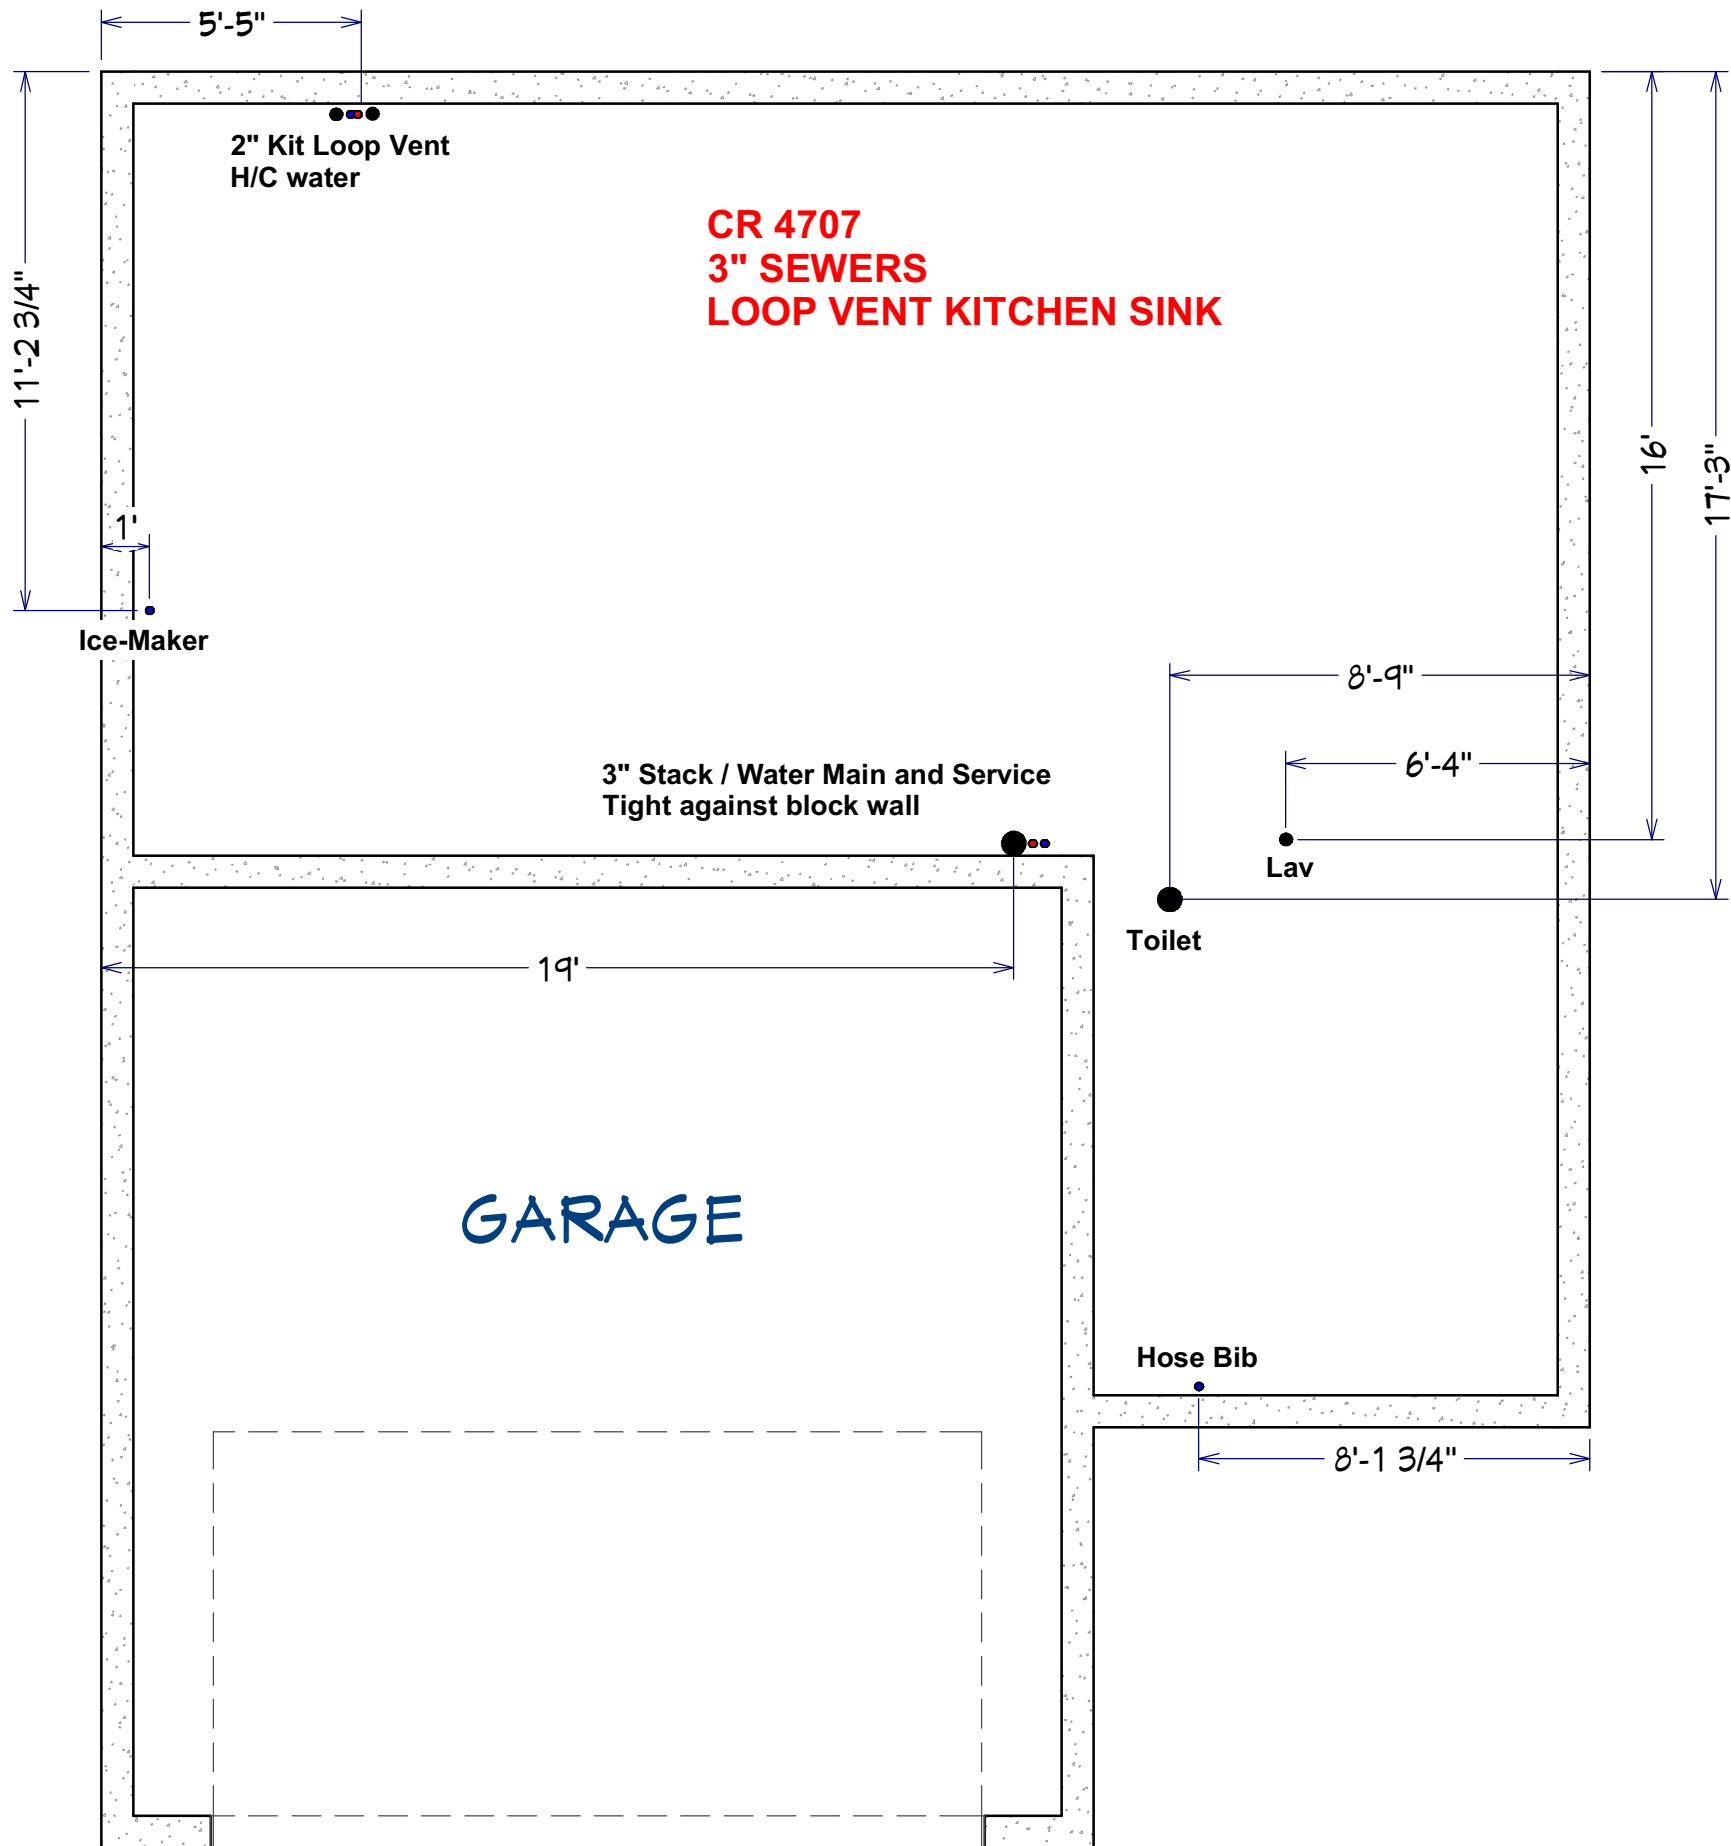 5'-5"
2" Kit Loop Vent
H/C water
CR 4707
3" SEWERS
LOOP VENT KITCHEN SINK
11'-2 3/4"
16'
17'-3"
1'
Ice-Maker
8'-9"
6'-4"
3" Stack / Water Main and Service
Tight against block wall
Lav
Toilet
19'
GARAGE
Hose Bib
8'-1 3/4"